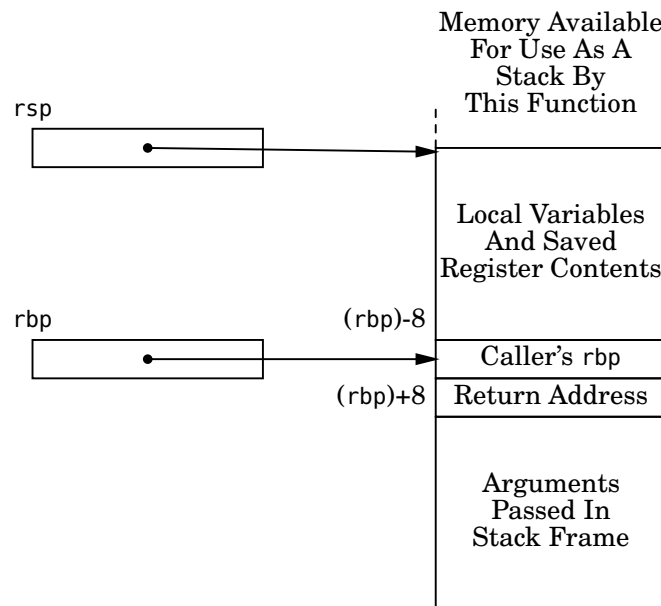 Memory Available
For Use As A
Stack By
This Function
rsp
Local Variables
And Saved
Register Contents
rbp
(rbp)-8
Caller's rbp
(rbp)+8
Return Address
Arguments
Passed In
Stack Frame